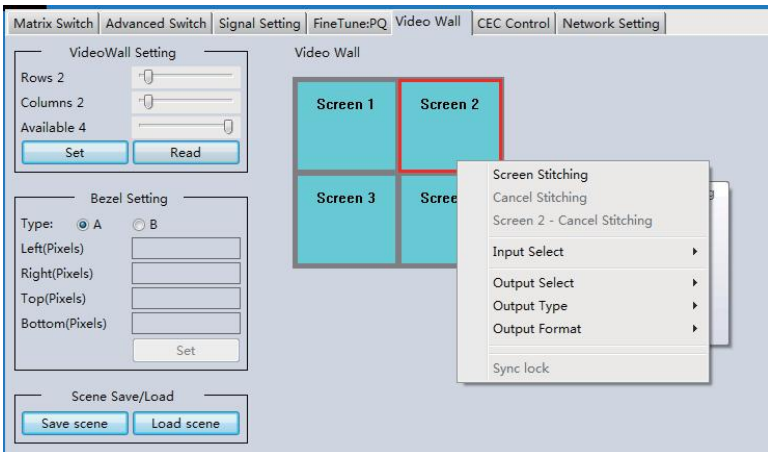 Matrix Switch Advanced Switch Signal Setting FineTune:PQ Video Wall CEC Control Network Setting
VideoWall Setting
Rows 2
Columns 2
Available 4
Set Read
Bezel Setting
Type: A B
Left(Pixels)
Right(Pixels)
Top(Pixels)
Bottom(Pixels)
Set
Scene Save/Load
Save scene Load scene
Video Wall
Screen 1 Screen 2
Screen 3
Screen Stitching
Cancel Stitching
Screen 2 - Cancel Stitching
Input Select
Output Select
Output Type
Output Format
Sync lock